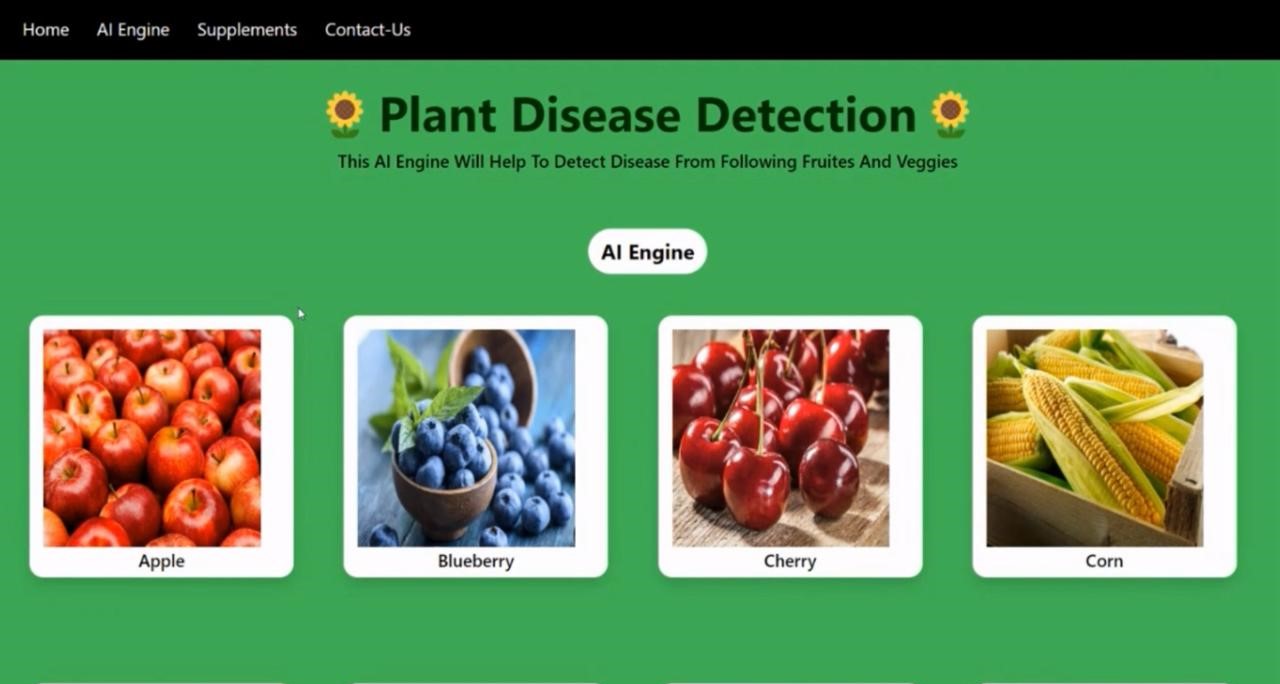 Home AI Engine Supplements Contact-Us
Plant Disease Detection
This AI Engine Will Help To Detect Disease From Following Fruites And Veggies
AI Engine
Apple Blueberry Cherry Corn